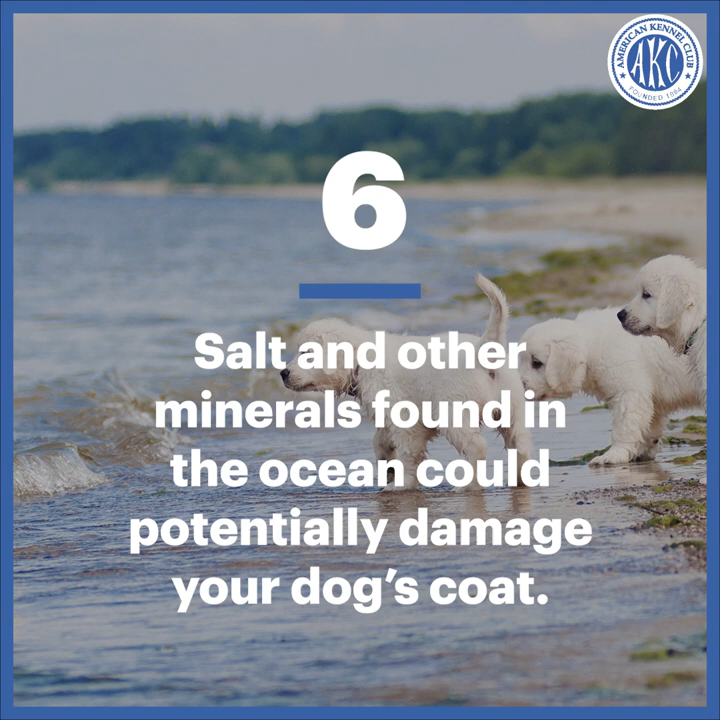 AMERICAN KENNEL CLUB
AKC
FOUNDED 1884
6
Salt and other
minerals found in
the ocean could
potentially damage
your dog's coat.